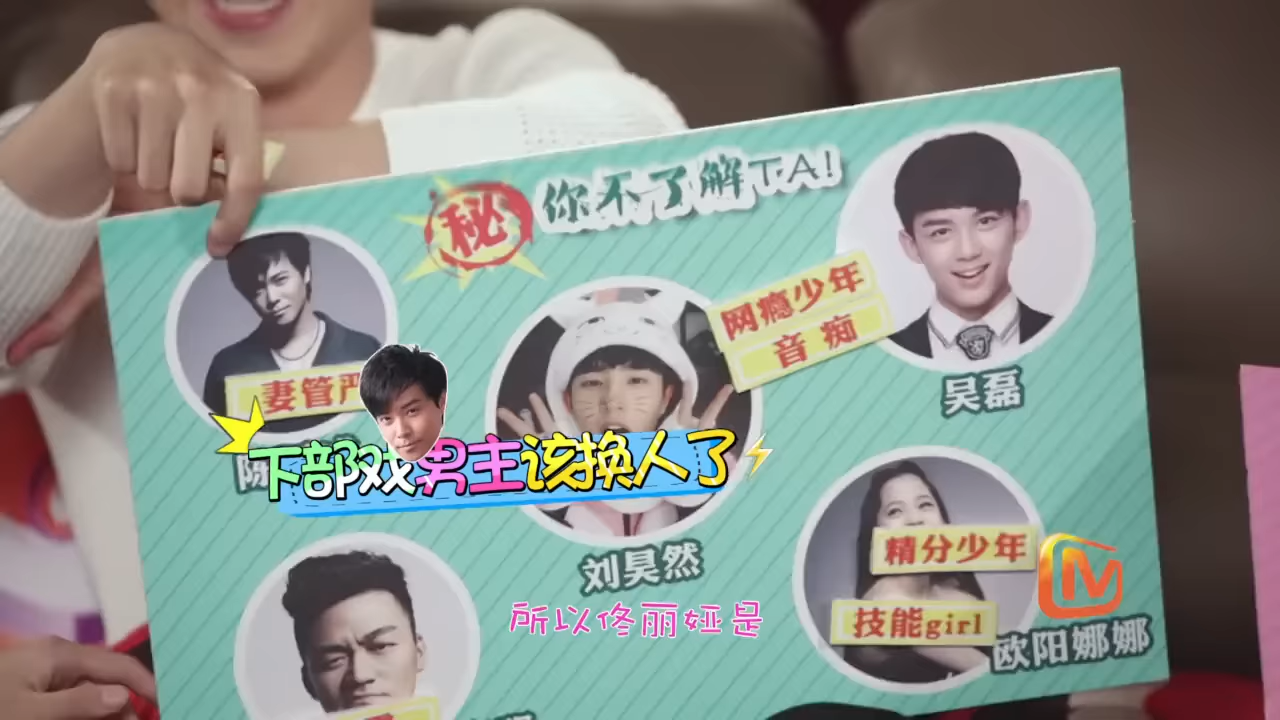 秘
你不了解TA!
网瘾少年
音痴
妻管严
吴磊
陈
下部戏男主该换人了
刘昊然
精分少年
技能girl
欧阳娜娜
所以佟丽娅是